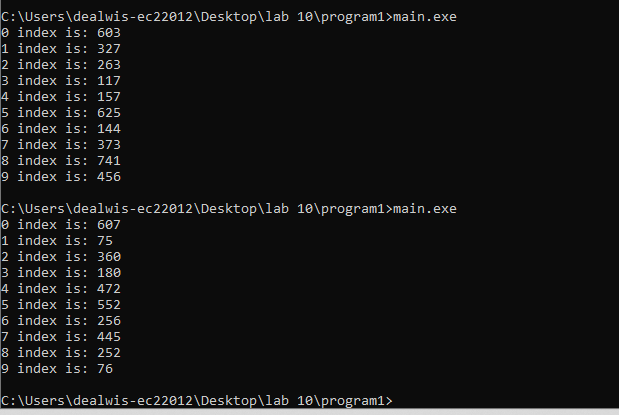 C:\Users\dealwis-ec22012\Desktop\lab 10\program1>main.exe
0 index is: 603
1 index is: 327
2 index is: 263
3 index is: 117
4 index is: 157
5 index is: 625
6 index is: 144
7 index is: 373
8 index is: 741
9 index is: 456
C:\Users\dealwis-ec22012\Desktop\lab 10\program1>main.exe
0 index is: 607
1 index is: 75
2 index is: 360
3 index is: 180
4 index is: 472
5 index is: 552
6 index is: 256
7 index is: 445
8 index is: 252
9 index is: 76
C:\Users\dealwis-ec22012\Desktop\lab 10\program1>